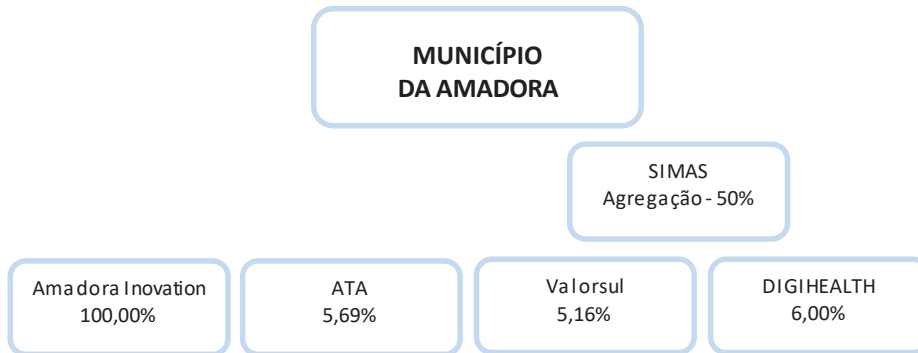 MUNICÍPIO
DA AMADORA
SIMAS
Agregação - 50%
Amadora Inovation
100,00%
ATA
5,69%
Valorsul
5,16%
DIGIHEALTH
6,00%